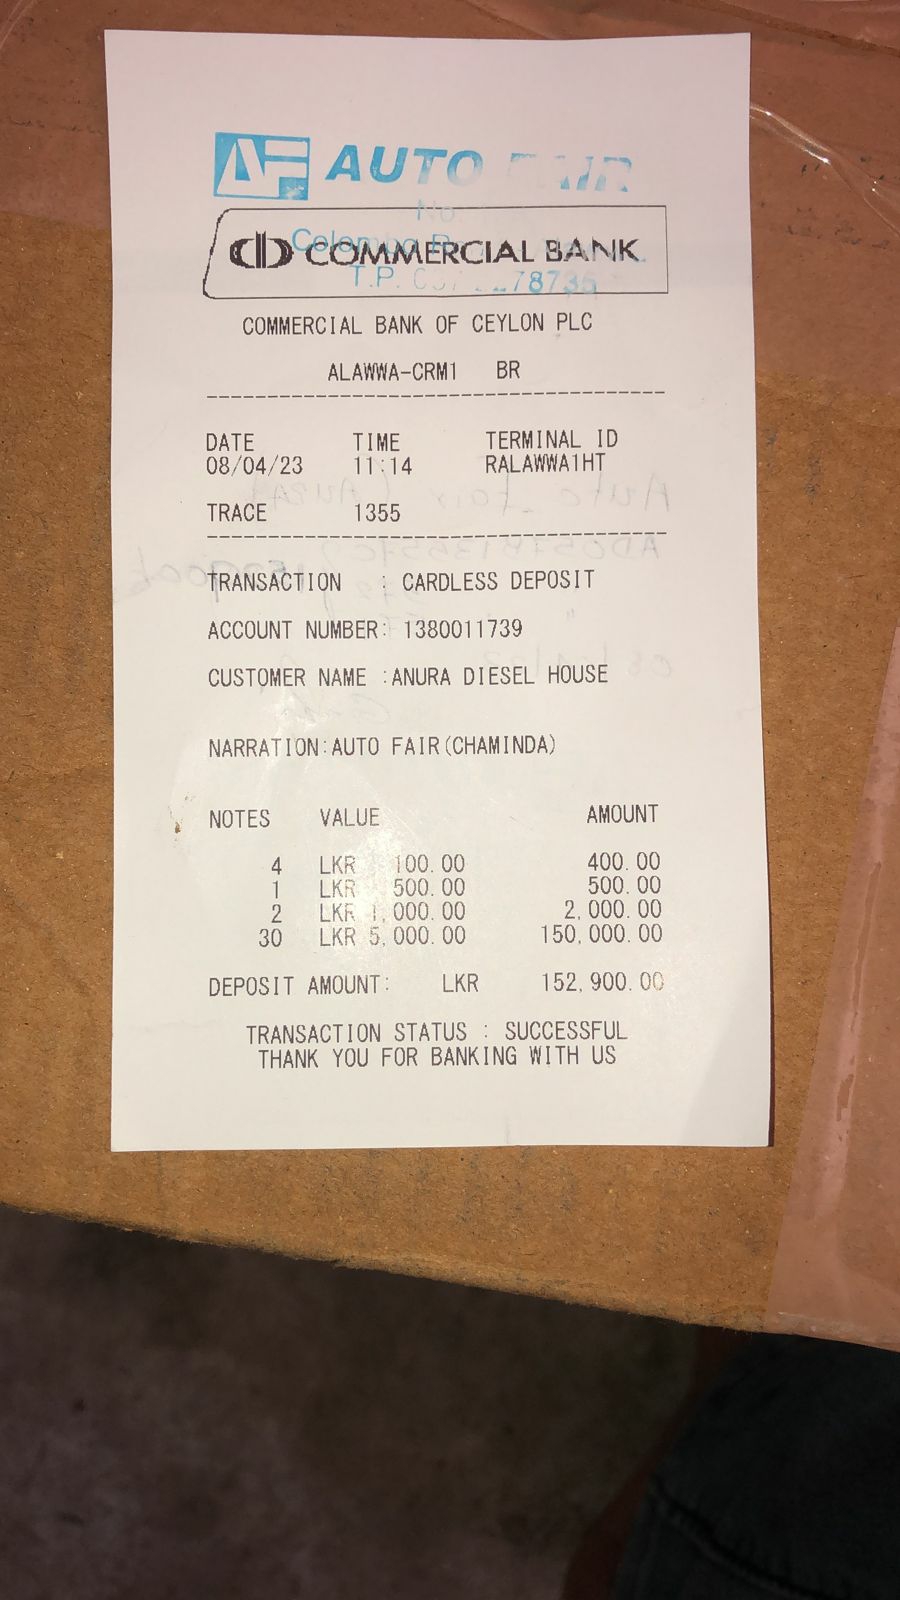 AF AUTO FAIR
No.
COMMERCIAL BANK
Colombo
T.P.
COMMERCIAL BANK OF CEYLON PLC
ALAWWA-CRM1 BR
DATE TIME TERMINAL ID
08/04/23 11:14 RALAWWA1HT
TRACE 1355
TRANSACTION : CARDLESS DEPOSIT
ACCOUNT NUMBER: 1380011739
CUSTOMER NAME :ANURA DIESEL HOUSE
NARRATION:AUTO FAIR(CHAMINDA)
NOTES VALUE AMOUNT
4 LKR 100.00 400.00
1 LKR 500.00 500.00
2 LKR 1,000.00 2,000.00
30 LKR 5,000.00 150,000.00
DEPOSIT AMOUNT: LKR 152,900.00
TRANSACTION STATUS : SUCCESSFUL
THANK YOU FOR BANKING WITH US